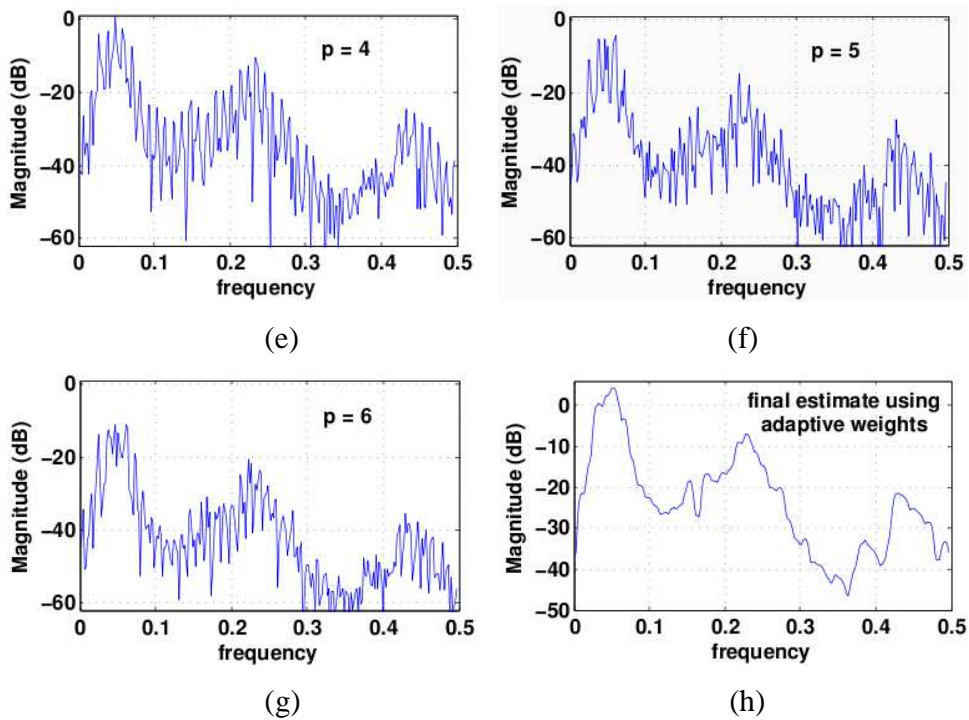 0
−20
−40
−60
Magnitude (dB)
p = 4
0 0.1 0.2 0.3 0.4 0.5
frequency
(e)
0
−20
−40
−60
Magnitude (dB)
p = 5
0 0.1 0.2 0.3 0.4 0.5
frequency
(f)
0
−20
−40
−60
Magnitude (dB)
p = 6
0 0.1 0.2 0.3 0.4 0.5
frequency
(g)
0
−10
−20
−30
−40
−50
Magnitude (dB)
final estimate using
adaptive weights
0 0.1 0.2 0.3 0.4 0.5
frequency
(h)